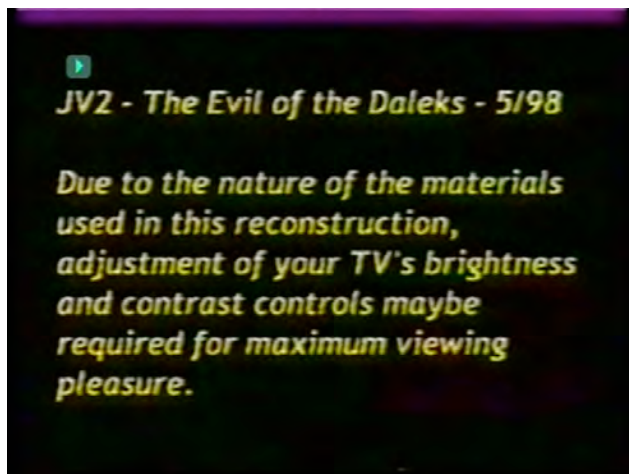 JV2 - The Evil of the Daleks - 5/98
Due to the nature of the materials
used in this reconstruction,
adjustment of your TV's brightness
and contrast controls maybe
required for maximum viewing
pleasure.